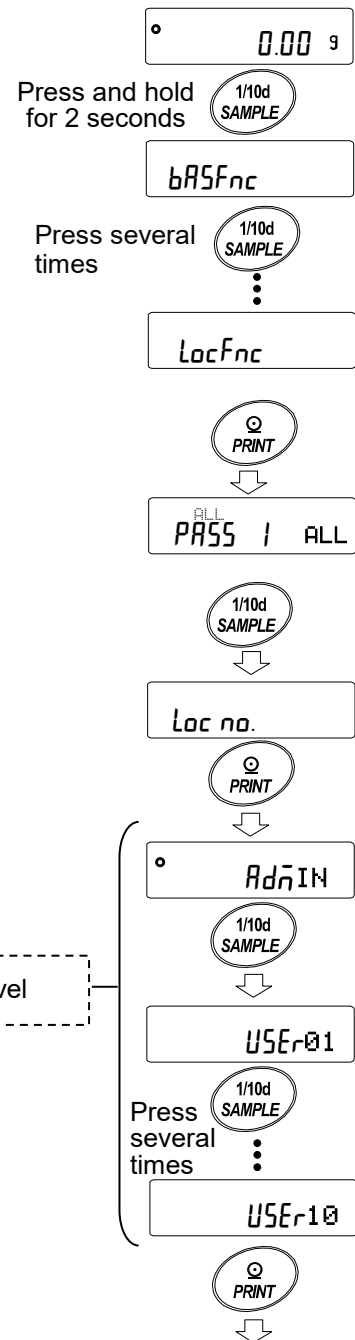 0.00 g
Press and hold
for 2 seconds
1/10d
SAMPLE
bASFnc
Press several
times
1/10d
SAMPLE
LocFnc
PRINT
ALL
PASS 1 ALL
1/10d
SAMPLE
Loc no.
PRINT
AdmIN
1/10d
SAMPLE
vel
USEr01
Press
several
times
1/10d
SAMPLE
USEr10
PRINT